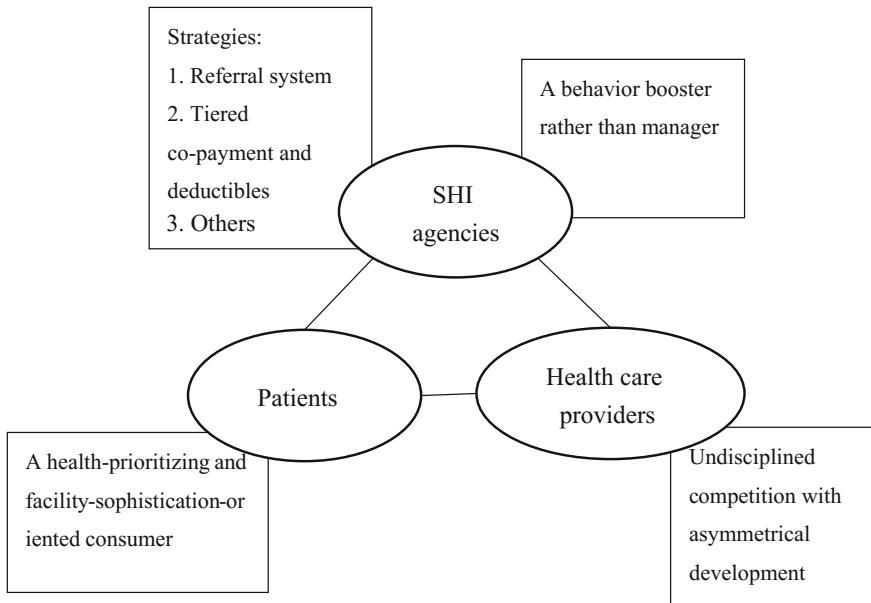 Strategies:
1. Referral system
2. Tiered
co-payment and
deductibles
3. Others
A behavior booster
rather than manager
SHI
agencies
Patients
Health care
providers
A health-prioritizing and
facility-sophistication-or
iented consumer
Undisciplined
competition with
asymmetrical
development